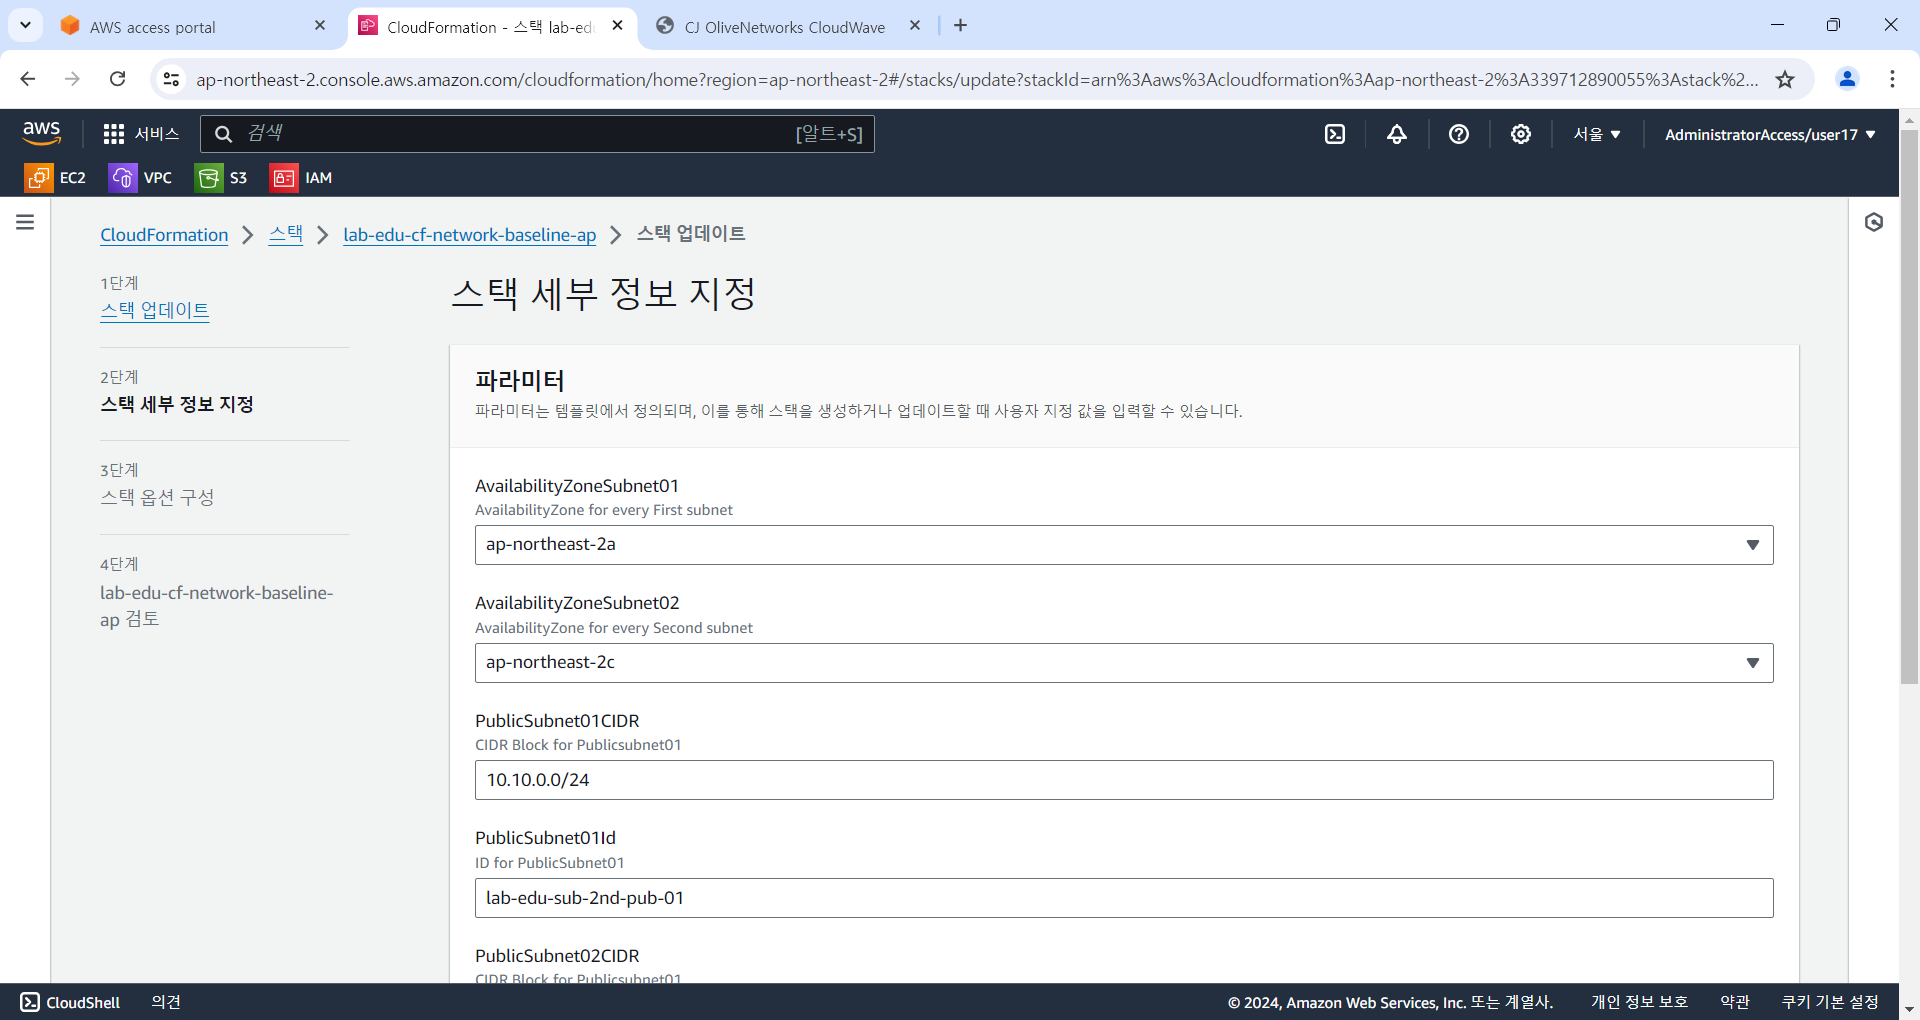 AWS access portal
CloudFormation - 스택 lab-edu
CJ OliveNetworks CloudWave
ap-northeast-2.console.aws.amazon.com/cloudformation/home?region=ap-northeast-2#/stacks/update?stackId=arn%3Aaws%3Acloudformation%3Aap-northeast-2%3A339712890055%3Astack%2...
aws
서비스
검색
[알트+S]
서울
AdministratorAccess/user17
EC2
VPC
S3
IAM
CloudFormation
스택
lab-edu-cf-network-baseline-ap
스택 업데이트
1단계
스택 업데이트
2단계
스택 세부 정보 지정
3단계
스택 옵션 구성
4단계
lab-edu-cf-network-baseline-
ap 검토
스택 세부 정보 지정
파라미터
파라미터는 템플릿에서 정의되며, 이를 통해 스택을 생성하거나 업데이트할 때 사용자 지정 값을 입력할 수 있습니다.
AvailabilityZoneSubnet01
AvailabilityZone for every First subnet
ap-northeast-2a
AvailabilityZoneSubnet02
AvailabilityZone for every Second subnet
ap-northeast-2c
PublicSubnet01CIDR
CIDR Block for Publicsubnet01
10.10.0.0/24
PublicSubnet01Id
ID for PublicSubnet01
lab-edu-sub-2nd-pub-01
PublicSubnet02CIDR
CIDR Block for Publicsubnet01
CloudShell
의견
© 2024, Amazon Web Services, Inc. 또는 계열사.
개인 정보 보호
약관
쿠키 기본 설정